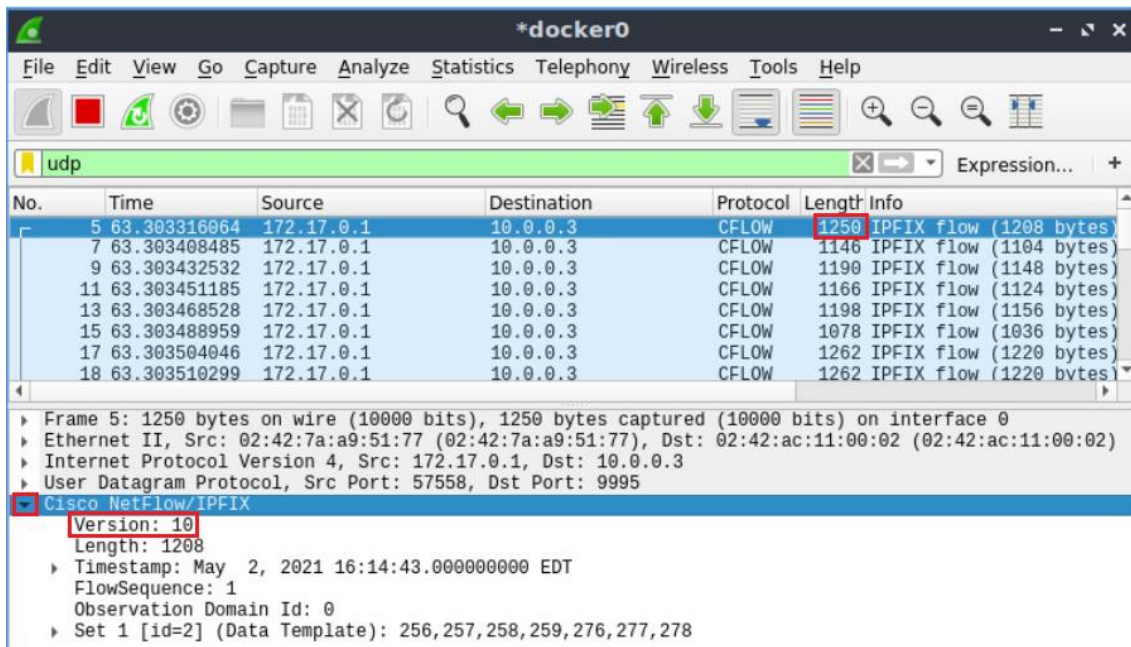 *docker0
File Edit View Go Capture Analyze Statistics Telephony Wireless Tools Help
udp Expression... +
No. Time Source Destination Protocol Length Info
5 63.303316064 172.17.0.1 10.0.0.3 CFLOW 1250 IPFIX flow (1208 bytes)
7 63.303408485 172.17.0.1 10.0.0.3 CFLOW 1146 IPFIX flow (1104 bytes)
9 63.303432532 172.17.0.1 10.0.0.3 CFLOW 1190 IPFIX flow (1148 bytes)
11 63.303451185 172.17.0.1 10.0.0.3 CFLOW 1166 IPFIX flow (1124 bytes)
13 63.303468528 172.17.0.1 10.0.0.3 CFLOW 1198 IPFIX flow (1156 bytes)
15 63.303488959 172.17.0.1 10.0.0.3 CFLOW 1078 IPFIX flow (1036 bytes)
17 63.303504046 172.17.0.1 10.0.0.3 CFLOW 1262 IPFIX flow (1220 bytes)
18 63.303510299 172.17.0.1 10.0.0.3 CFLOW 1262 IPFIX flow (1220 bytes)
Frame 5: 1250 bytes on wire (10000 bits), 1250 bytes captured (10000 bits) on interface 0
Ethernet II, Src: 02:42:7a:a9:51:77 (02:42:7a:a9:51:77), Dst: 02:42:ac:11:00:02 (02:42:ac:11:00:02)
Internet Protocol Version 4, Src: 172.17.0.1, Dst: 10.0.0.3
User Datagram Protocol, Src Port: 57558, Dst Port: 9995
Cisco NetFlow/IPFIX
Version: 10
Length: 1208
Timestamp: May 2, 2021 16:14:43.000000000 EDT
FlowSequence: 1
Observation Domain Id: 0
Set 1 [id=2] (Data Template): 256,257,258,259,276,277,278